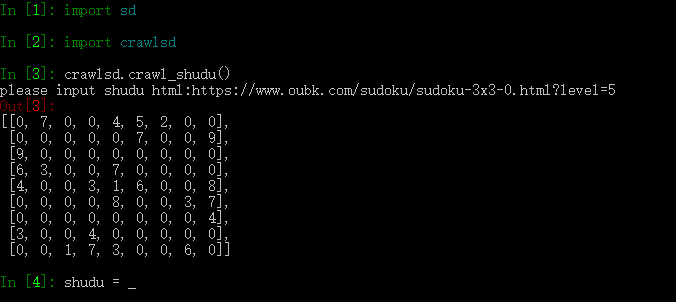 In [1]: import sd
In [2]: import crawlsd
In [3]: crawlsd.crawl_shudu()
please input shudu html:https://www.oubk.com/sudoku/sudoku-3x3-0.html?level=5
Out[3]:
[[0, 7, 0, 0, 4, 5, 2, 0, 0],
 [0, 0, 0, 0, 0, 7, 0, 0, 9],
 [9, 0, 0, 0, 0, 0, 0, 0, 0],
 [6, 3, 0, 0, 7, 0, 0, 0, 0],
 [4, 0, 0, 3, 1, 6, 0, 0, 8],
 [0, 0, 0, 0, 8, 0, 0, 3, 7],
 [0, 0, 0, 0, 0, 0, 0, 0, 4],
 [3, 0, 0, 4, 0, 0, 0, 0, 0],
 [0, 0, 1, 7, 3, 0, 0, 6, 0]]
In [4]: shudu = _